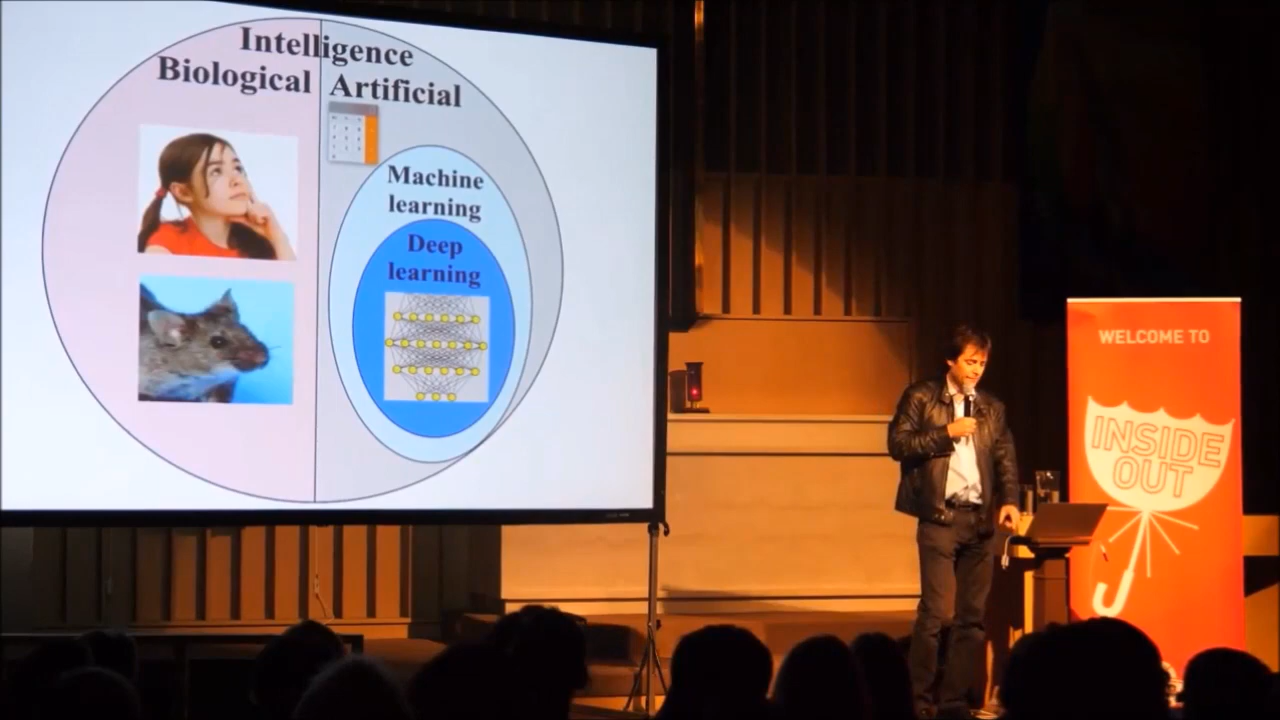 Intelligence
Biological
Artificial
Machine
learning
Deep
learning
WELCOME TO
INSIDE
OUT